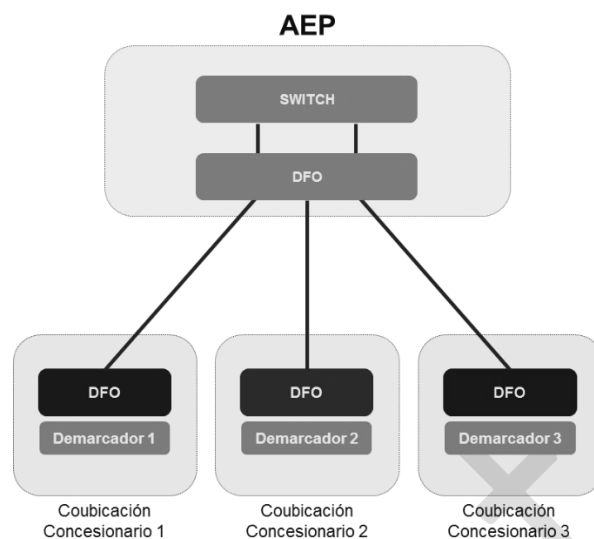 AEP
SWITCH
DFO
DFO
DFO
DFO
Demarcador 1
Demarcador 2
Demarcador 3
Coubicación
Concesionario 1
Coubicación
Concesionario 2
Coubicación
Concesionario 3